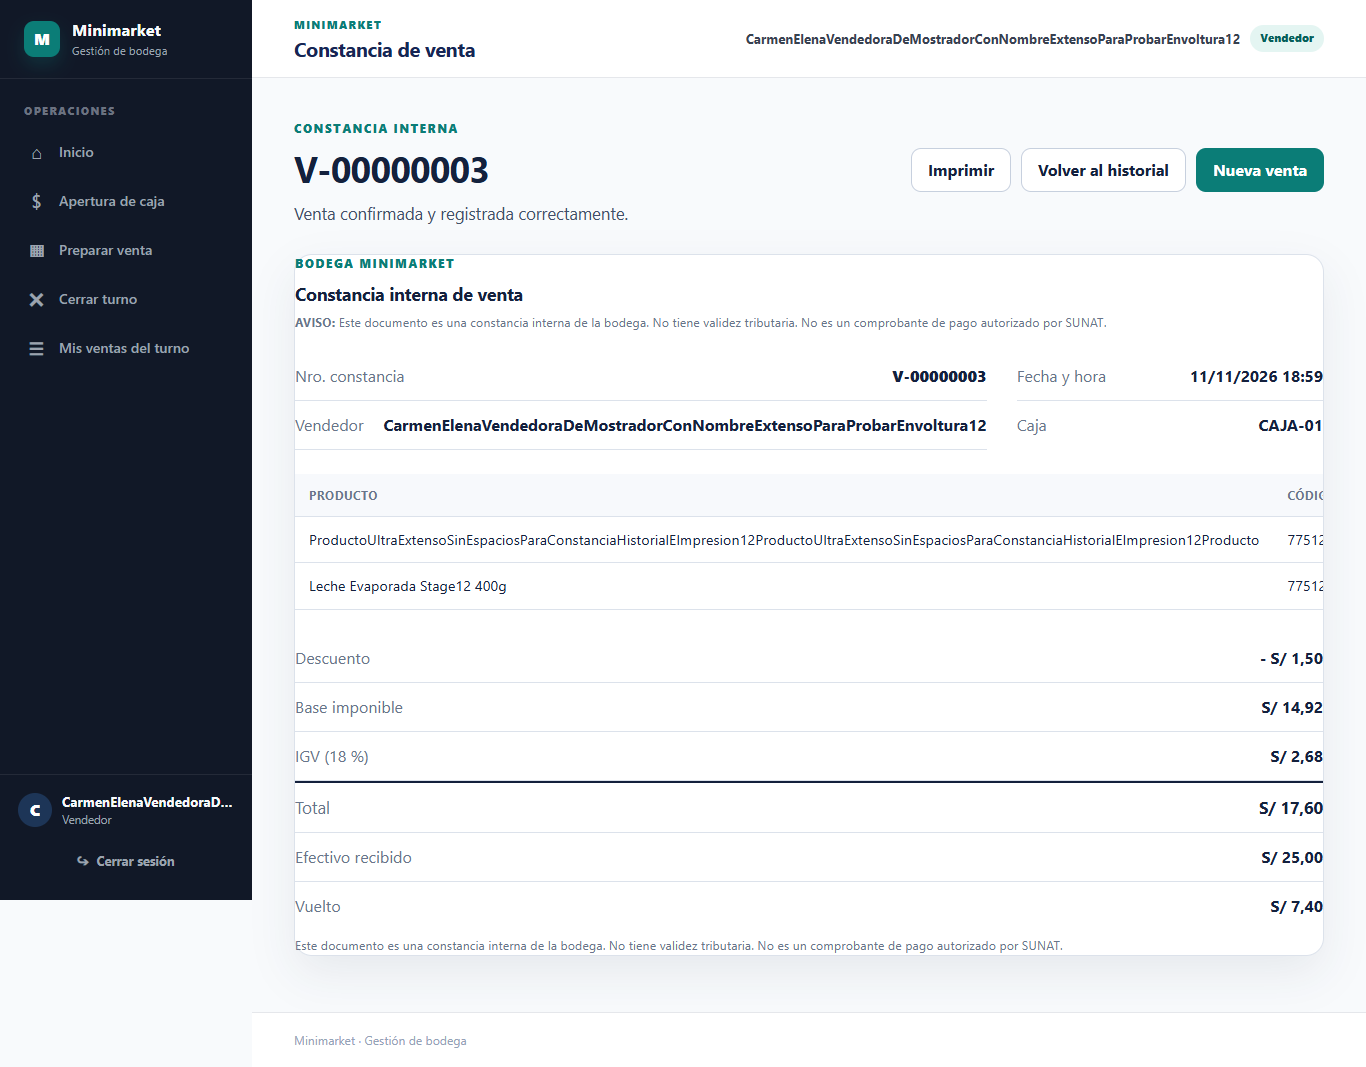 M
Minimarket
Gestión de bodega
OPERACIONES
Inicio
$ Apertura de caja
Preparar venta
Cerrar turno
Mis ventas del turno
CarmenElenaVendedoraD...
C
Vendedor
Cerrar sesión
MINIMARKET
Constancia de venta
CarmenElenaVendedoraDeMostradorConNombreExtensoParaProbarEnvoltura12 Vendedor
CONSTANCIA INTERNA
V-00000003
Imprimir Volver al historial Nueva venta
Venta confirmada y registrada correctamente.
BODEGA MINIMARKET
Constancia interna de venta
AVISO: Este documento es una constancia interna de la bodega. No tiene validez tributaria. No es un comprobante de pago autorizado por SUNAT.
Nro. constancia V-00000003 Fecha y hora 11/11/2026 18:59
Vendedor CarmenElenaVendedoraDeMostradorConNombreExtensoParaProbarEnvoltura12 Caja CAJA-01
PRODUCTO CÓDIG
ProductoUltraExtensoSinEspaciosParaConstanciaHistorialEImpresion12ProductoUltraExtensoSinEspaciosParaConstanciaHistorialEImpresion12Producto 77512
Leche Evaporada Stage12 400g 77512
Descuento - S/ 1,50
Base imponible S/ 14,92
IGV (18 %) S/ 2,68
Total S/ 17,60
Efectivo recibido S/ 25,00
Vuelto S/ 7,40
Este documento es una constancia interna de la bodega. No tiene validez tributaria. No es un comprobante de pago autorizado por SUNAT.
Minimarket · Gestión de bodega